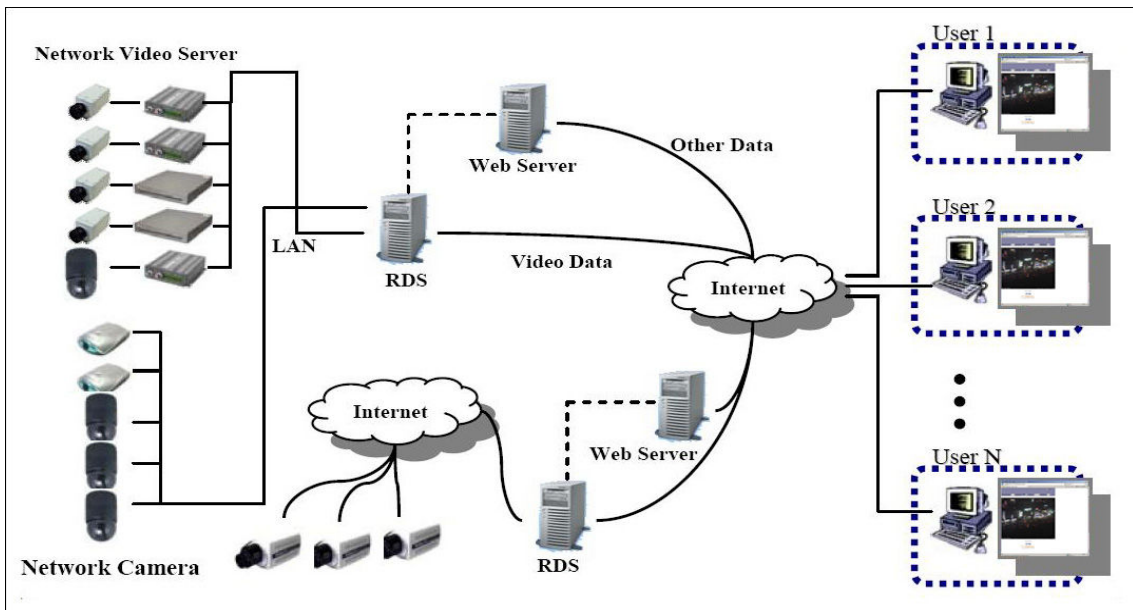 Network Video Server
User 1
Other Data
Web Server
User 2
LAN
RDS
Video Data
Internet
Internet
Web Server
User N
Network Camera
RDS